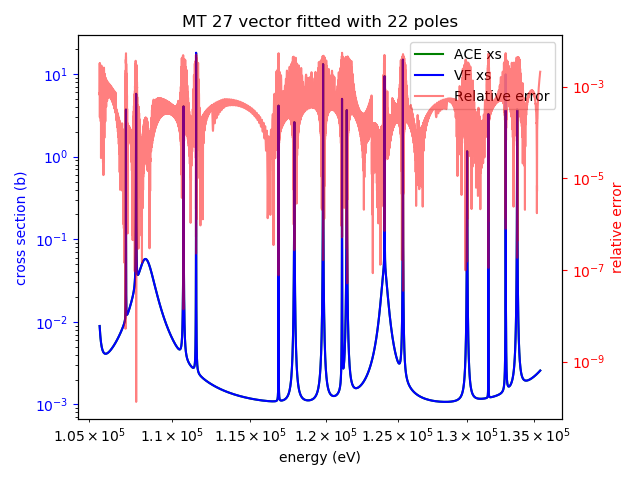 MT 27 vector fitted with 22 poles
ACE xs
VF xs
Relative error
10¹
10⁰
10⁻¹
10⁻²
10⁻³
cross section (b)
10⁻³
10⁻⁵
10⁻⁷
10⁻⁹
relative error
1.05 × 10⁵ 1.1 × 10⁵ 1.15 × 10⁵ 1.2 × 10⁵ 1.25 × 10⁵ 1.3 × 10⁵ 1.35 × 10⁵
energy (eV)